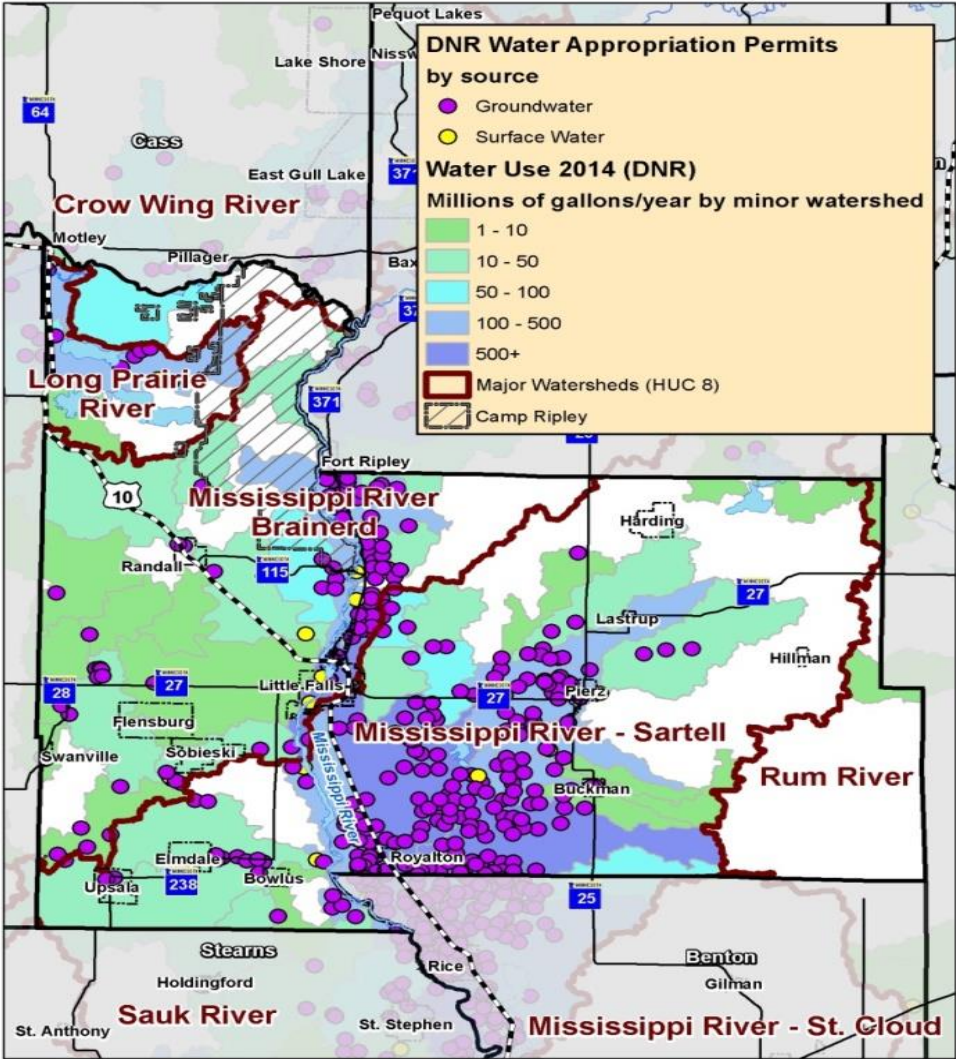 Pequot Lakes
Lake Shore
Nissw
DNR Water Appropriation Permits
by source
Groundwater
Surface Water
Water Use 2014 (DNR)
Millions of gallons/year by minor watershed
1 - 10
10 - 50
50 - 100
100 - 500
500+
Major Watersheds (HUC 8)
Camp Ripley
64
Cass
East Gull Lake
371
Crow Wing River
Motley
Pillager
Bax
37
Long Prairie
River
371
Fort Ripley
10
Mississippi River
Brainerd
Harding
Randall
115
27
Lastrup
Hillman
28
27
Little Falls
27
Pierz
Flensburg
Mississippi River - Sartell
Swanville
Sobieski
Mississippi River
Rum River
Buckman
Elmdale
Royalton
Upsala
238
Bowlus
25
Stearns
Rice
Benton
Holdingford
Gilman
Sauk River
St. Anthony
St. Stephen
Mississippi River - St. Cloud